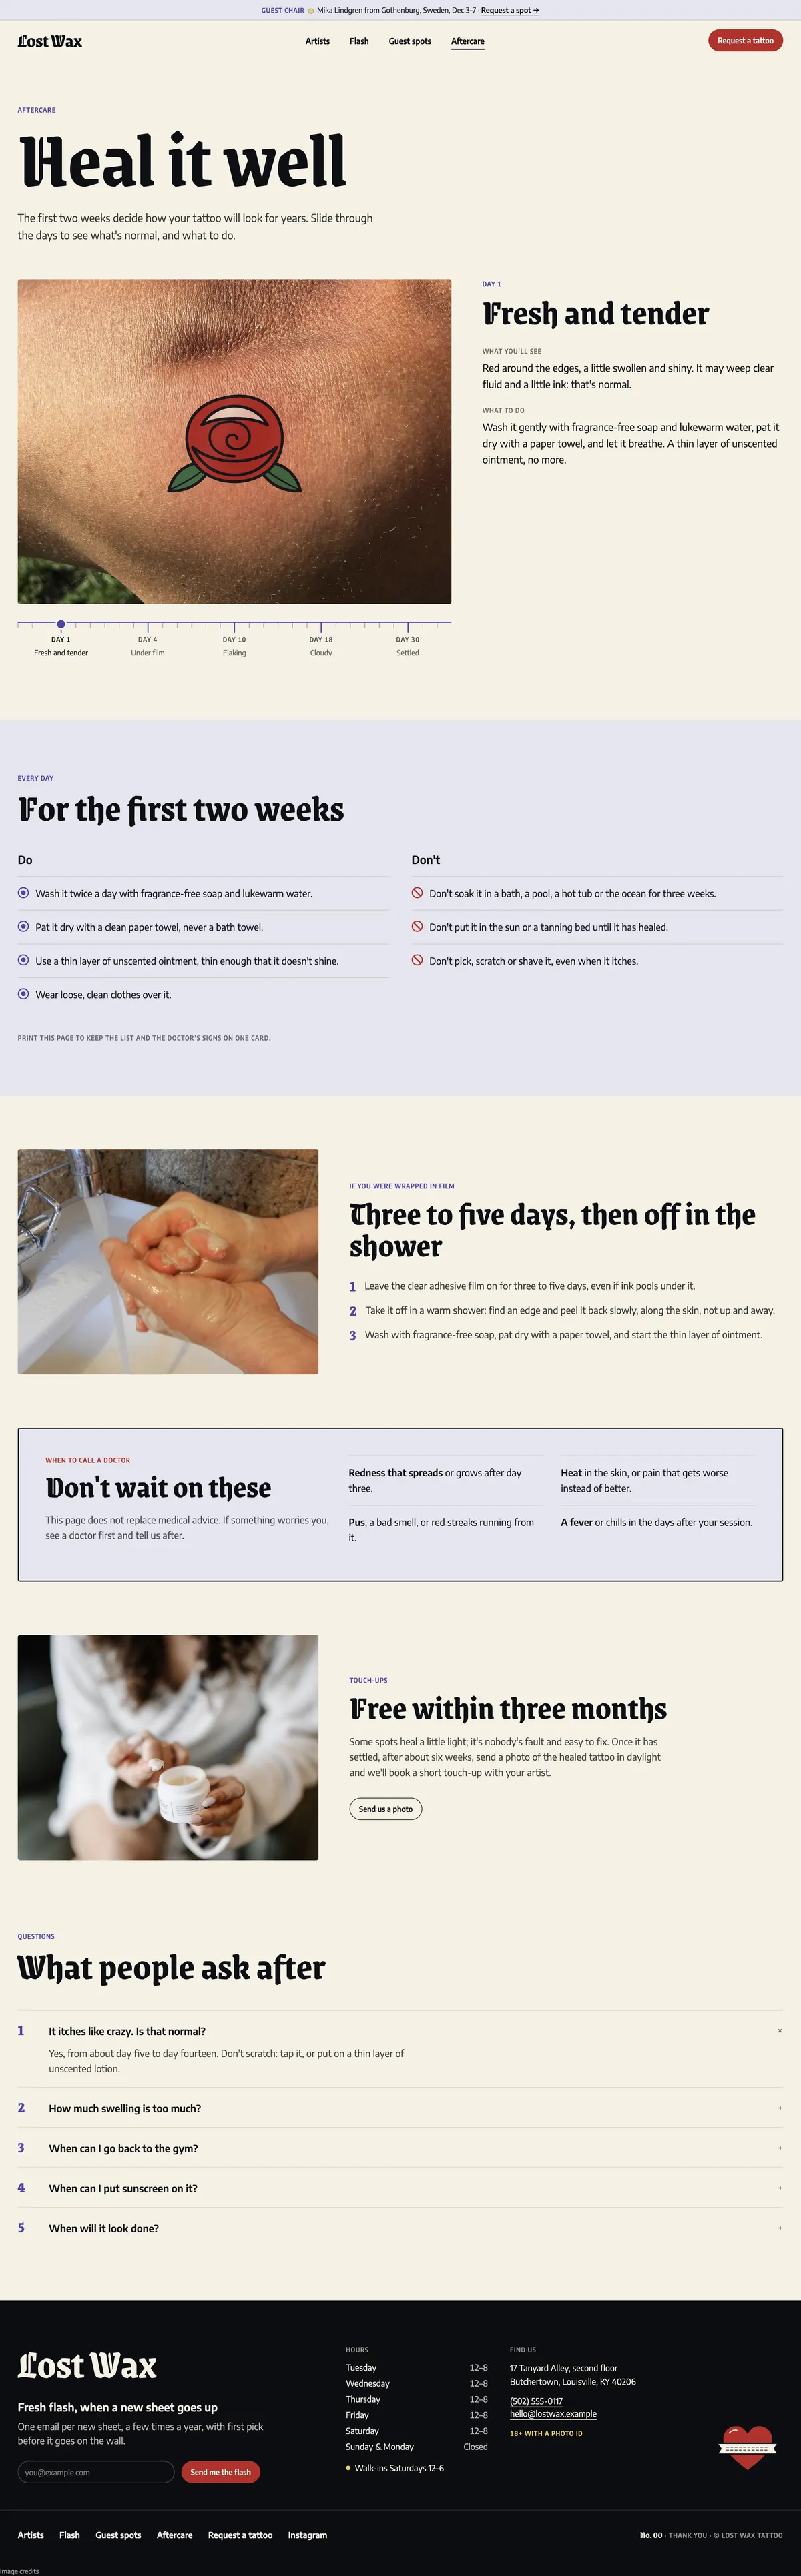 GUEST CHAIR Mika Lindgren from Gothenburg, Sweden, Dec 3–7 · Request a spot →
Lost Wax
Artists Flash Guest spots Aftercare
Request a tattoo
AFTERCARE
Heal it well
The first two weeks decide how your tattoo will look for years. Slide through
the days to see what's normal, and what to do.
DAY 1
Fresh and tender
WHAT YOU'LL SEE
Red around the edges, a little swollen and shiny. It may weep clear
fluid and a little ink: that's normal.
WHAT TO DO
Wash it gently with fragrance-free soap and lukewarm water, pat it
dry with a paper towel, and let it breathe. A thin layer of unscented
ointment, no more.
DAY 1 DAY 4 DAY 10 DAY 18 DAY 30
Fresh and tender Under film Flaking Cloudy Settled
EVERY DAY
For the first two weeks
Do
Wash it twice a day with fragrance-free soap and lukewarm water.
Pat it dry with a clean paper towel, never a bath towel.
Use a thin layer of unscented ointment, thin enough that it doesn't shine.
Wear loose, clean clothes over it.
Don't
Don't soak it in a bath, a pool, a hot tub or the ocean for three weeks.
Don't put it in the sun or a tanning bed until it has healed.
Don't pick, scratch or shave it, even when it itches.
PRINT THIS PAGE TO KEEP THE LIST AND THE DOCTOR'S SIGNS ON ONE CARD.
IF YOU WERE WRAPPED IN FILM
Three to five days, then off in the
shower
1 Leave the clear adhesive film on for three to five days, even if ink pools under it.
2 Take it off in a warm shower: find an edge and peel it back slowly, along the skin, not up and away.
3 Wash with fragrance-free soap, pat dry with a paper towel, and start the thin layer of ointment.
WHEN TO CALL A DOCTOR
Don't wait on these
This page does not replace medical advice. If something worries you,
see a doctor first and tell us after.
Redness that spreads or grows after day
three.
Heat in the skin, or pain that gets worse
instead of better.
Pus, a bad smell, or red streaks running from
it.
A fever or chills in the days after your session.
TOUCH-UPS
Free within three months
Some spots heal a little light; it's nobody's fault and easy to fix. Once it has
settled, after about six weeks, send a photo of the healed tattoo in daylight
and we'll book a short touch-up with your artist.
Send us a photo
QUESTIONS
What people ask after
1 It itches like crazy. Is that normal? ×
Yes, from about day five to day fourteen. Don't scratch: tap it, or put on a thin layer of
unscented lotion.
2 How much swelling is too much? +
3 When can I go back to the gym? +
4 When can I put sunscreen on it? +
5 When will it look done? +
Lost Wax
Fresh flash, when a new sheet goes up
One email per new sheet, a few times a year, with first pick
before it goes on the wall.
you@example.com
Send me the flash
HOURS
Tuesday 12–8
Wednesday 12–8
Thursday 12–8
Friday 12–8
Saturday 12–8
Sunday & Monday Closed
Walk-ins Saturdays 12–6
FIND US
17 Tanyard Alley, second floor
Butchertown, Louisville, KY 40206
(502) 555-0117
hello@lostwax.example
18+ WITH A PHOTO ID
Artists Flash Guest spots Aftercare Request a tattoo Instagram
No. 00 · THANK YOU · © LOST WAX TATTOO
Image credits